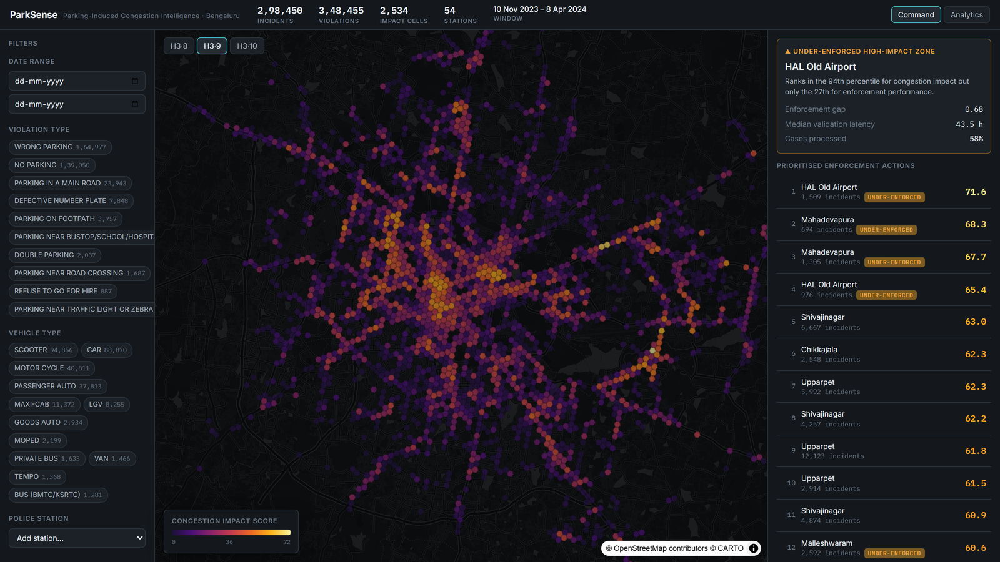 ParkSense Parking-Induced Congestion Intelligence · Bengaluru
2,98,450 INCIDENTS
3,48,455 VIOLATIONS
2,534 IMPACT CELLS
54 STATIONS
10 Nov 2023 – 8 Apr 2024 WINDOW
Command
Analytics
FILTERS
DATE RANGE
dd-mm-yyyy
dd-mm-yyyy
VIOLATION TYPE
WRONG PARKING 1,64,977
NO PARKING 1,39,050
PARKING IN A MAIN ROAD 23,943
DEFECTIVE NUMBER PLATE 7,848
PARKING ON FOOTPATH 3,757
PARKING NEAR BUSTOP/SCHOOL/HOSPITA
DOUBLE PARKING 2,037
PARKING NEAR ROAD CROSSING 1,687
REFUSE TO GO FOR HIRE 887
PARKING NEAR TRAFFIC LIGHT OR ZEBRA
VEHICLE TYPE
SCOOTER 94,856
CAR 88,870
MOTOR CYCLE 40,811
PASSENGER AUTO 37,813
MAXI-CAB 11,372
LGV 8,255
GOODS AUTO 2,934
MOPED 2,199
PRIVATE BUS 1,633
VAN 1,466
TEMPO 1,368
BUS (BMTC/KSRTC) 1,281
POLICE STATION
Add station...
H3·8
H3·9
H3·10
CONGESTION IMPACT SCORE
0 36 72
© OpenStreetMap contributors © CARTO
▲ UNDER-ENFORCED HIGH-IMPACT ZONE
HAL Old Airport
Ranks in the 94th percentile for congestion impact but
only the 27th for enforcement performance.
Enforcement gap 0.68
Median validation latency 43.5 h
Cases processed 58%
PRIORITISED ENFORCEMENT ACTIONS
1 HAL Old Airport 71.6
1,509 incidents UNDER-ENFORCED
2 Mahadevapura 68.3
694 incidents UNDER-ENFORCED
3 Mahadevapura 67.7
1,305 incidents UNDER-ENFORCED
4 HAL Old Airport 65.4
976 incidents UNDER-ENFORCED
5 Shivajinagar 63.0
6,667 incidents
6 Chikkajala 62.3
2,548 incidents
7 Upparpet 62.3
5,992 incidents
8 Shivajinagar 62.2
4,257 incidents
9 Upparpet 61.8
12,123 incidents
10 Upparpet 61.5
2,914 incidents
11 Shivajinagar 60.9
4,874 incidents
12 Malleshwaram 60.6
2,592 incidents UNDER-ENFORCED